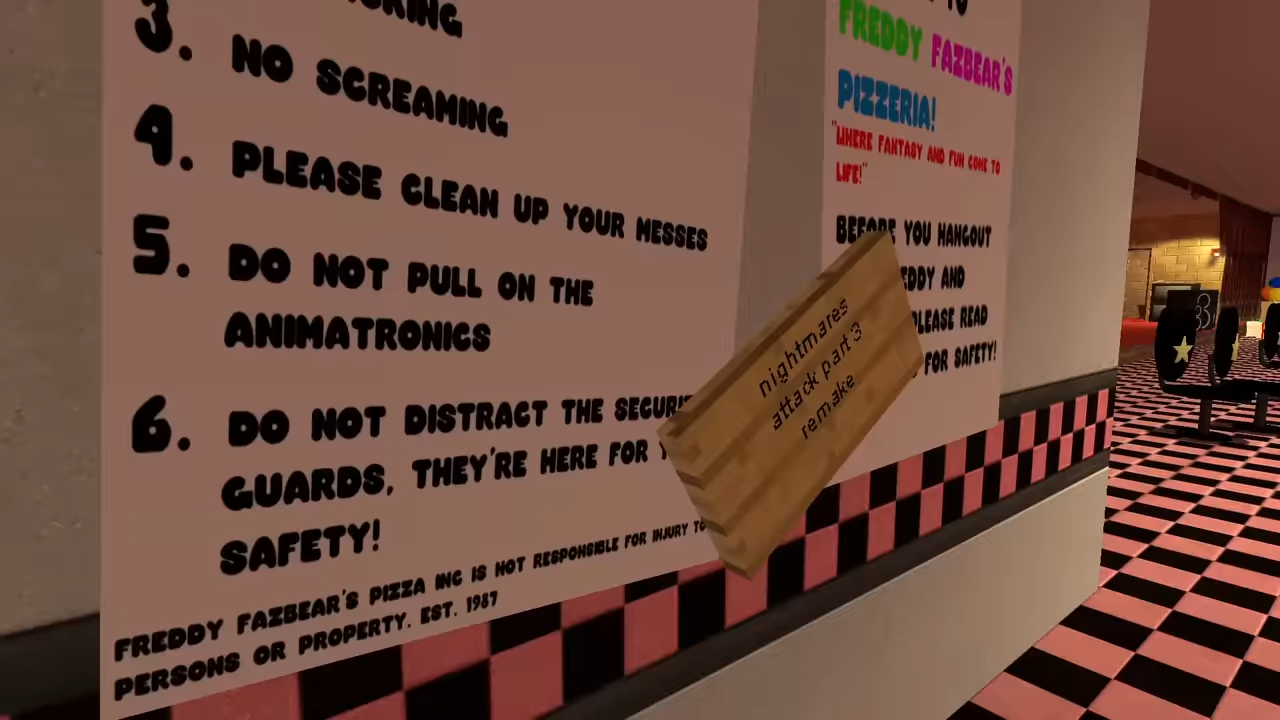 3. NO SCREAMING
4. PLEASE CLEAN UP YOUR MESSES
5. DO NOT PULL ON THE
ANIMATRONICS
6. DO NOT DISTRACT THE
GUARDS, THEY'RE HERE FOR
SAFETY!
FREDDY FAZBEAR'S PIZZA INC IS NOT RESPONSIBLE FOR INJURY TO
PERSONS OR PROPERTY. EST. 1987
FREDDY FAZBEAR'S
PIZZERIA!
"WHERE FANTASY AND FUN COME TO
LIFE!"
BEFORE YOU HANGOUT
AND
PLEASE READ
FOR SAFETY!
nightmares
attack part 3
remake